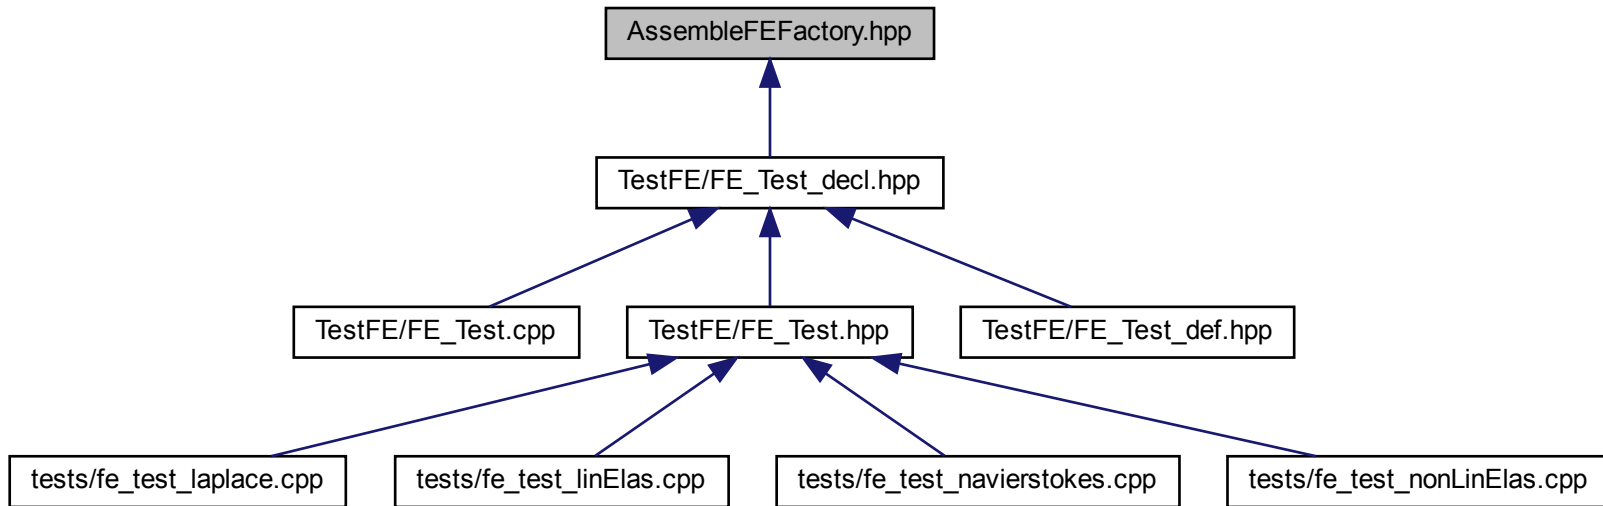 AssembleFEFactory.hpp
TestFE/FE_Test_decl.hpp
TestFE/FE_Test.cpp
TestFE/FE_Test.hpp
TestFE/FE_Test_def.hpp
tests/fe_test_laplace.cpp
tests/fe_test_linElas.cpp
tests/fe_test_navierstokes.cpp
tests/fe_test_nonLinElas.cpp